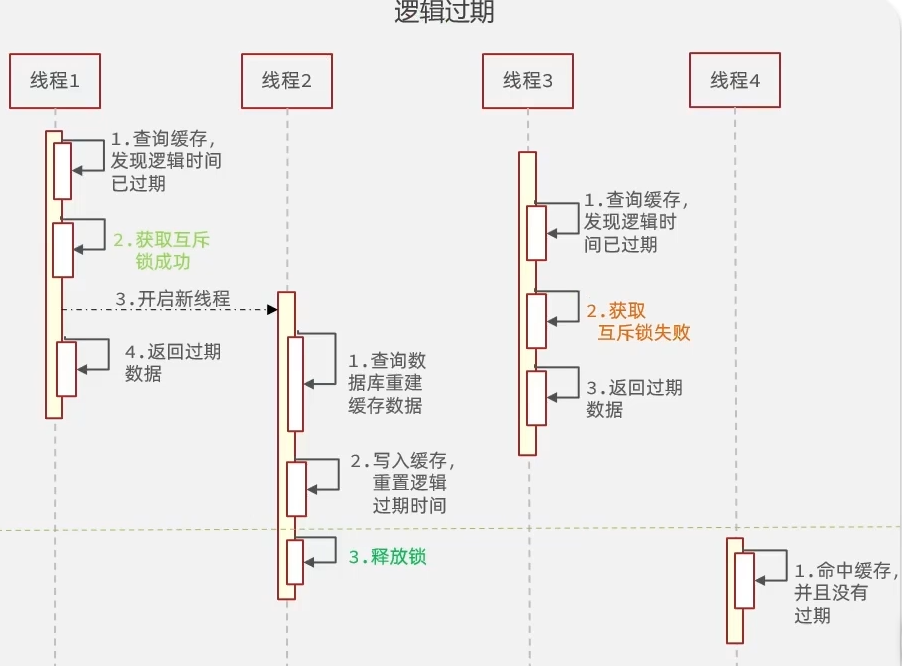 逻辑过期
线程1
线程2
线程3
线程4
1.查询缓存，
发现逻辑时间
已过期
2.获取互斥
锁成功
3.开启新线程
4.返回过期
数据
1.查询数
据库重建
缓存数据
2.写入缓存，
重置逻辑
过期时间
3.释放锁
1.查询缓存，
发现逻辑时
间已过期
2.获取
互斥锁失败
3.返回过期
数据
1.命中缓存，
并且没有
过期